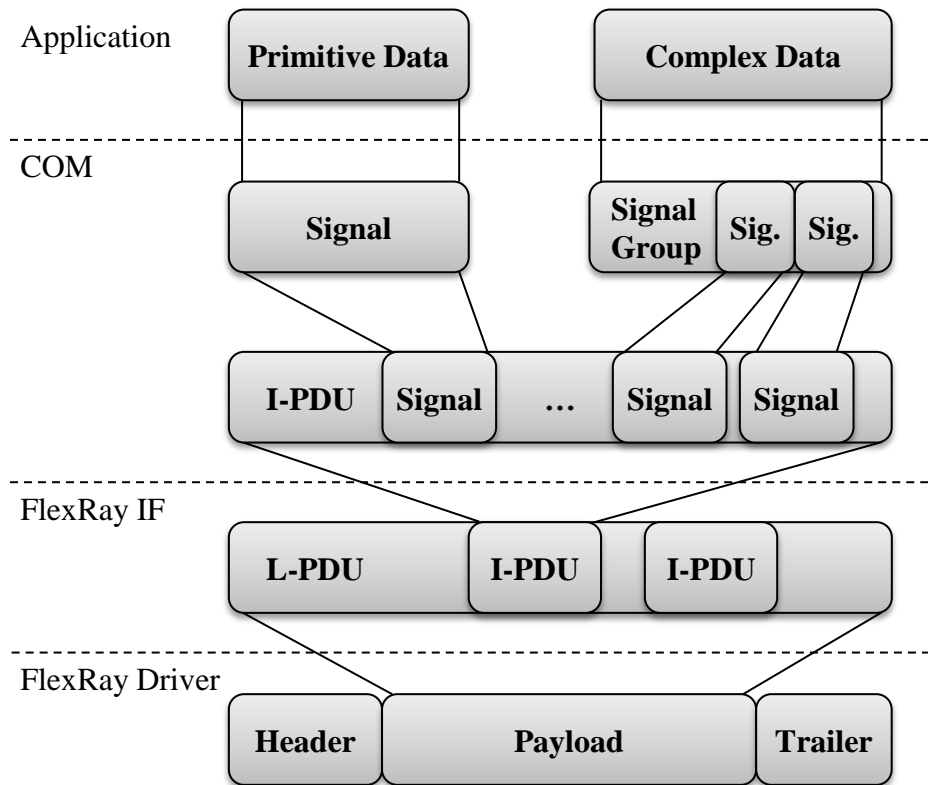 Application
Primitive Data
Complex Data
COM
Signal
Signal
Group
Sig.
Sig.
I-PDU
Signal
…
Signal
Signal
FlexRay IF
L-PDU
I-PDU
I-PDU
FlexRay Driver
Header
Payload
Trailer